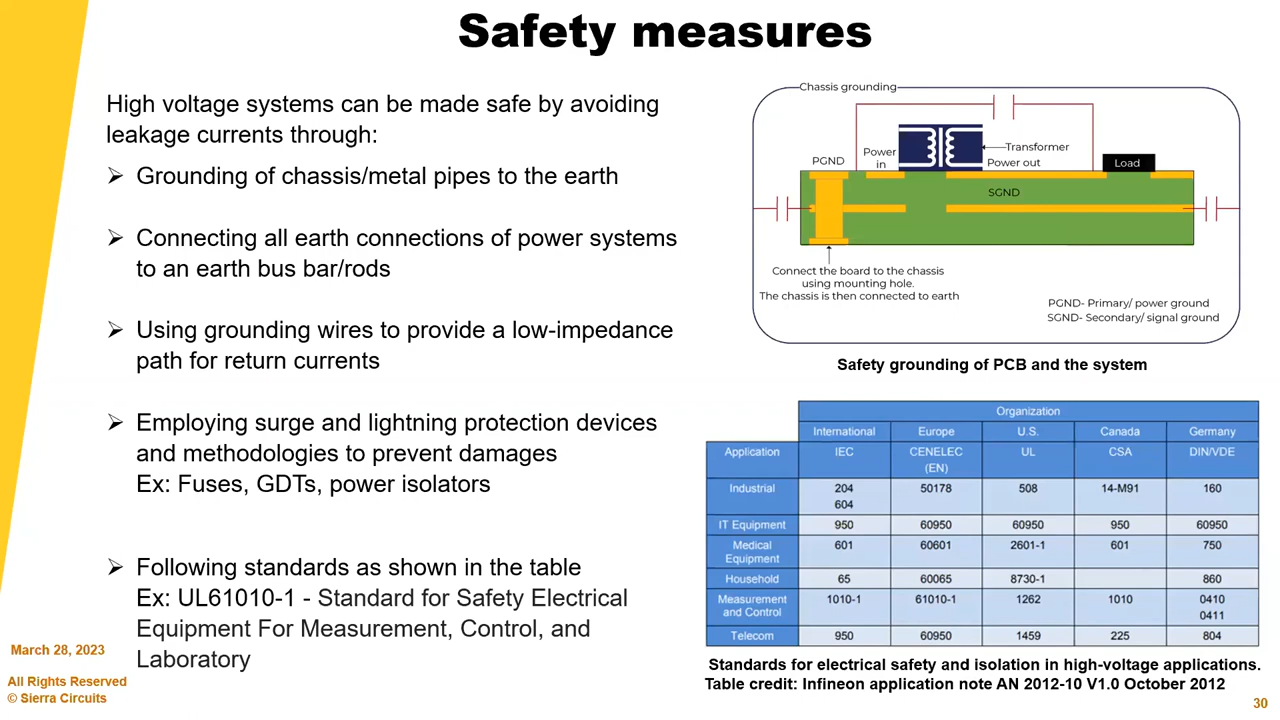 Safety measures
High voltage systems can be made safe by avoiding
leakage currents through:
➢ Grounding of chassis/metal pipes to the earth
➢ Connecting all earth connections of power systems
to an earth bus bar/rods
➢ Using grounding wires to provide a low-impedance
path for return currents
➢ Employing surge and lightning protection devices
and methodologies to prevent damages
Ex: Fuses, GDTs, power isolators
➢ Following standards as shown in the table
Ex: UL61010-1 - Standard for Safety Electrical
Equipment For Measurement, Control, and
Laboratory
March 28, 2023
All Rights Reserved
© Sierra Circuits
Chassis grounding
PGND
Power
in
Transformer
Power out
Load
SGND
Connect the board to the chassis
using mounting hole.
The chassis is then connected to earth
PGND- Primary/ power ground
SGND- Secondary/ signal ground
Safety grounding of PCB and the system
Organization
International Europe U.S. Canada Germany
Application IEC CENELEC UL CSA DIN/VDE
(EN)
Industrial 204 50178 508 14-M91 160
604
IT Equipment 950 60950 60950 950 60950
Medical 601 60601 2601-1 601 750
Equipment
Household 65 60065 8730-1 860
Measurement 1010-1 61010-1 1262 1010 0410
and Control 0411
Telecom 950 60950 1459 225 804
Standards for electrical safety and isolation in high-voltage applications.
Table credit: Infineon application note AN 2012-10 V1.0 October 2012
30